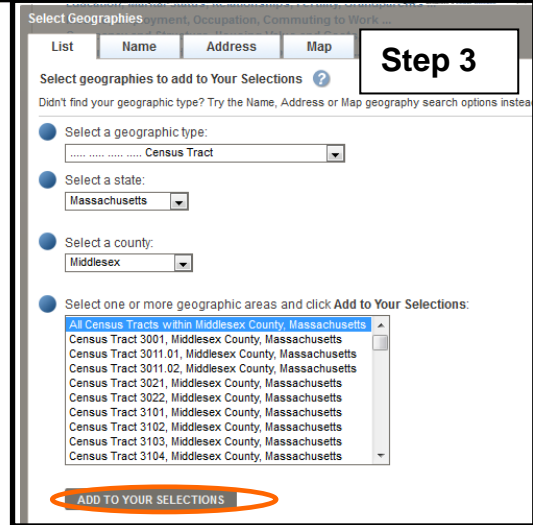 Select Geographies
List Name Address Map
Step 3
Select geographies to add to Your Selections ?
Didn't find your geographic type? Try the Name, Address or Map geography search options instea
Select a geographic type:
..... ..... ..... ..... Census Tract
Select a state:
Massachusetts
Select a county:
Middlesex
Select one or more geographic areas and click Add to Your Selections:
All Census Tracts within Middlesex County, Massachusetts
Census Tract 3001, Middlesex County, Massachusetts
Census Tract 3011.01, Middlesex County, Massachusetts
Census Tract 3011.02, Middlesex County, Massachusetts
Census Tract 3021, Middlesex County, Massachusetts
Census Tract 3022, Middlesex County, Massachusetts
Census Tract 3101, Middlesex County, Massachusetts
Census Tract 3102, Middlesex County, Massachusetts
Census Tract 3103, Middlesex County, Massachusetts
Census Tract 3104, Middlesex County, Massachusetts
ADD TO YOUR SELECTIONS